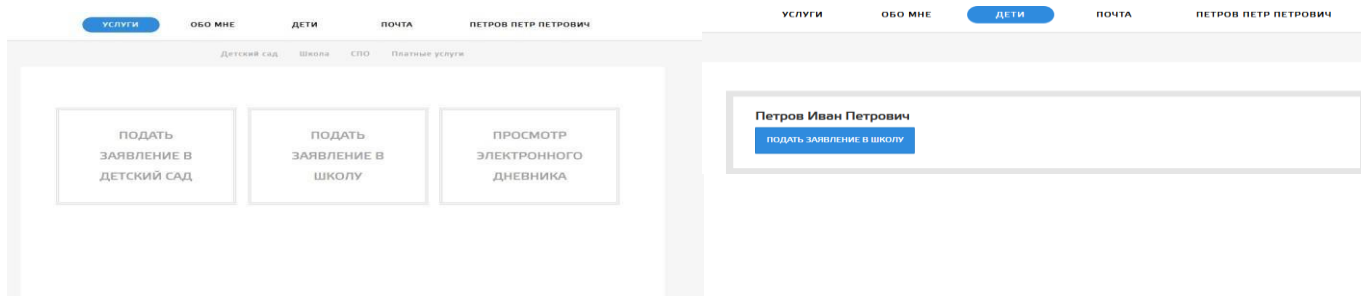 УСЛУГИ ОБО МНЕ ДЕТИ ПОЧТА ПЕТРОВ ПЕТР ПЕТРОВИЧ
Детский сад Школа СПО Платные услуги
ПОДАТЬ
ЗАЯВЛЕНИЕ В
ДЕТСКИЙ САД
ПОДАТЬ
ЗАЯВЛЕНИЕ В
ШКОЛУ
ПРОСМОТР
ЭЛЕКТРОННОГО
ДНЕВНИКА
УСЛУГИ ОБО МНЕ ДЕТИ ПОЧТА ПЕТРОВ ПЕТР ПЕТРОВИЧ
Петров Иван Петрович
ПОДАТЬ ЗАЯВЛЕНИЕ В ШКОЛУ